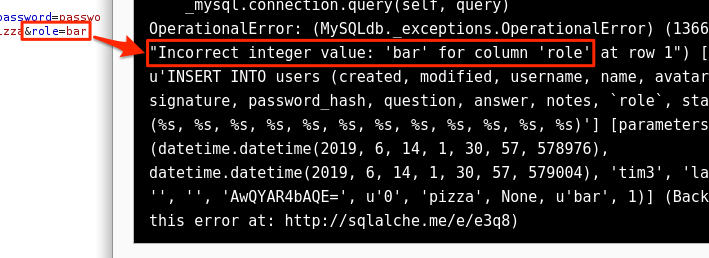 password=passwo
izza&role=bar
_mysql.connection.query(self, query)
OperationalError: (MySQLdb._exceptions.OperationalError) (1366
"Incorrect integer value: 'bar' for column 'role' at row 1") [
u'INSERT INTO users (created, modified, username, name, avatar
signature, password_hash, question, answer, notes, `role`, sta
(%s, %s, %s, %s, %s, %s, %s, %s, %s, %s, %s, %s)'] [parameters
(datetime.datetime(2019, 6, 14, 1, 30, 57, 578976),
datetime.datetime(2019, 6, 14, 1, 30, 57, 579004), 'tim3', 'la
'', '', 'AwQYAR4bAQE=', u'0', 'pizza', None, u'bar', 1)] (Back
this error at: http://sqlalche.me/e/e3q8)